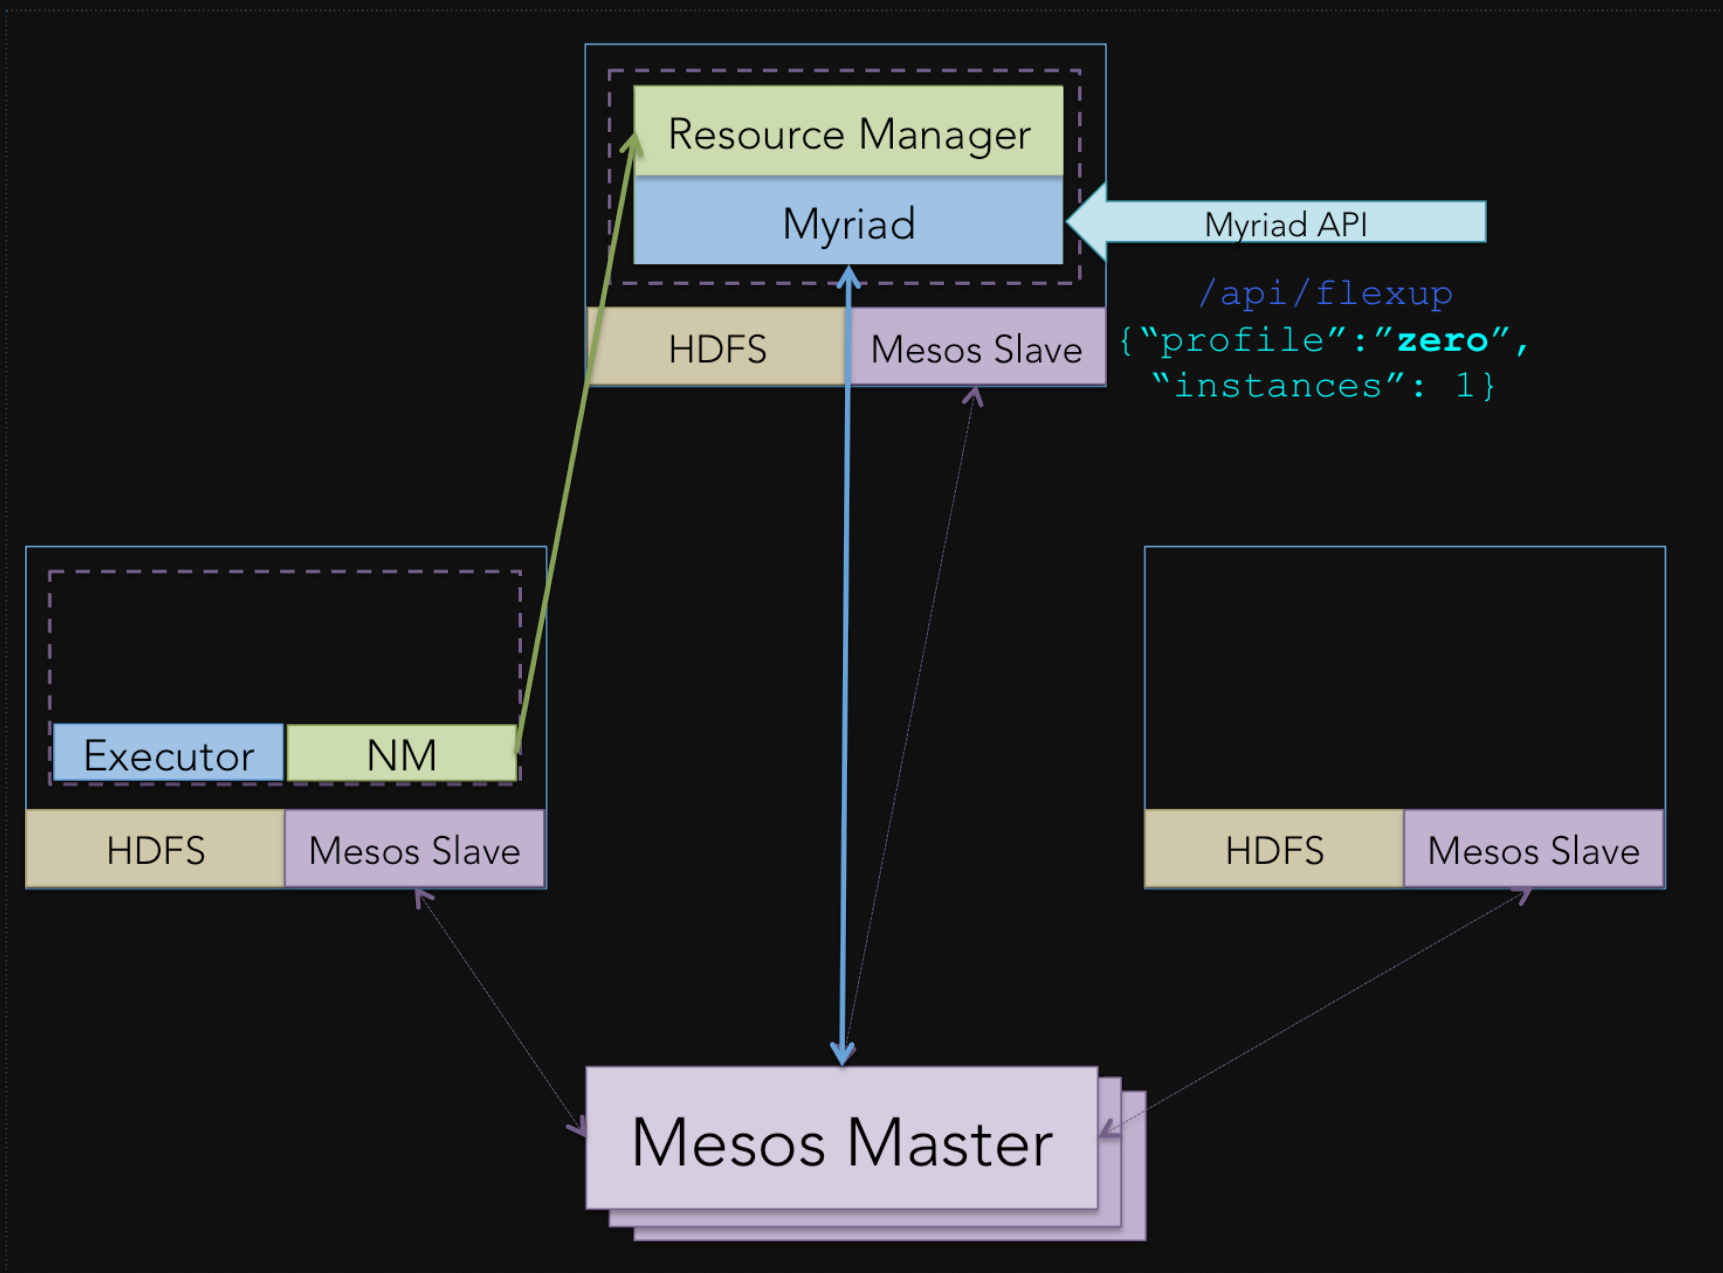 Resource Manager
Myriad
Myriad API
/api/flexup
{“profile”:”zero”,
“instances”: 1}
HDFS
Mesos Slave
Executor
NM
HDFS
Mesos Slave
HDFS
Mesos Slave
Mesos Master